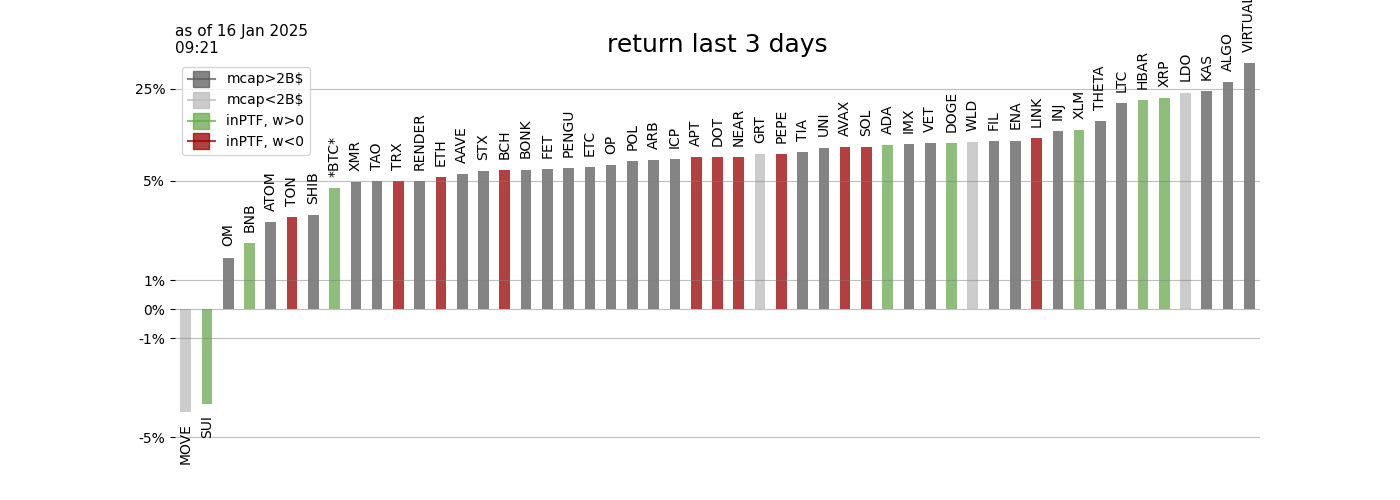 as of 16 Jan 2025
09:21
return last 3 days
mcap>2B$
mcap<2B$
inPTF, w>0
inPTF, w<0
25%
5%
1%
0%
-1%
-5%
MOVE
SUI
OM
BNB
ATOM
TON
SHIB
*BTC*
XMR
TAO
TRX
RENDER
ETH
AAVE
STX
BCH
BONK
FET
PENGU
ETC
OP
POL
ARB
ICP
APT
DOT
NEAR
GRT
PEPE
TIA
UNI
AVAX
SOL
ADA
IMX
VET
DOGE
WLD
FIL
ENA
LINK
INJ
XLM
THETA
LTC
HBAR
XRP
LDO
KAS
ALGO
VIRTUAL